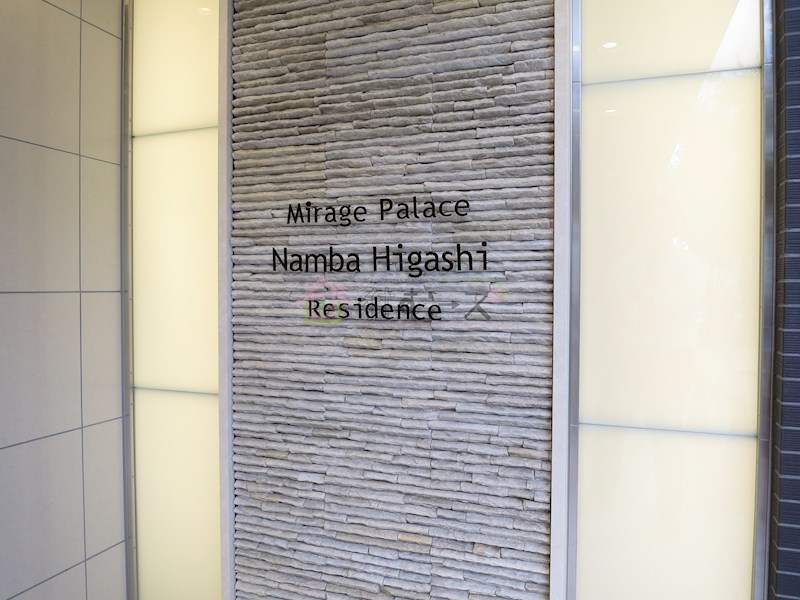 Mirage Palace
Namba Higashi
Residence